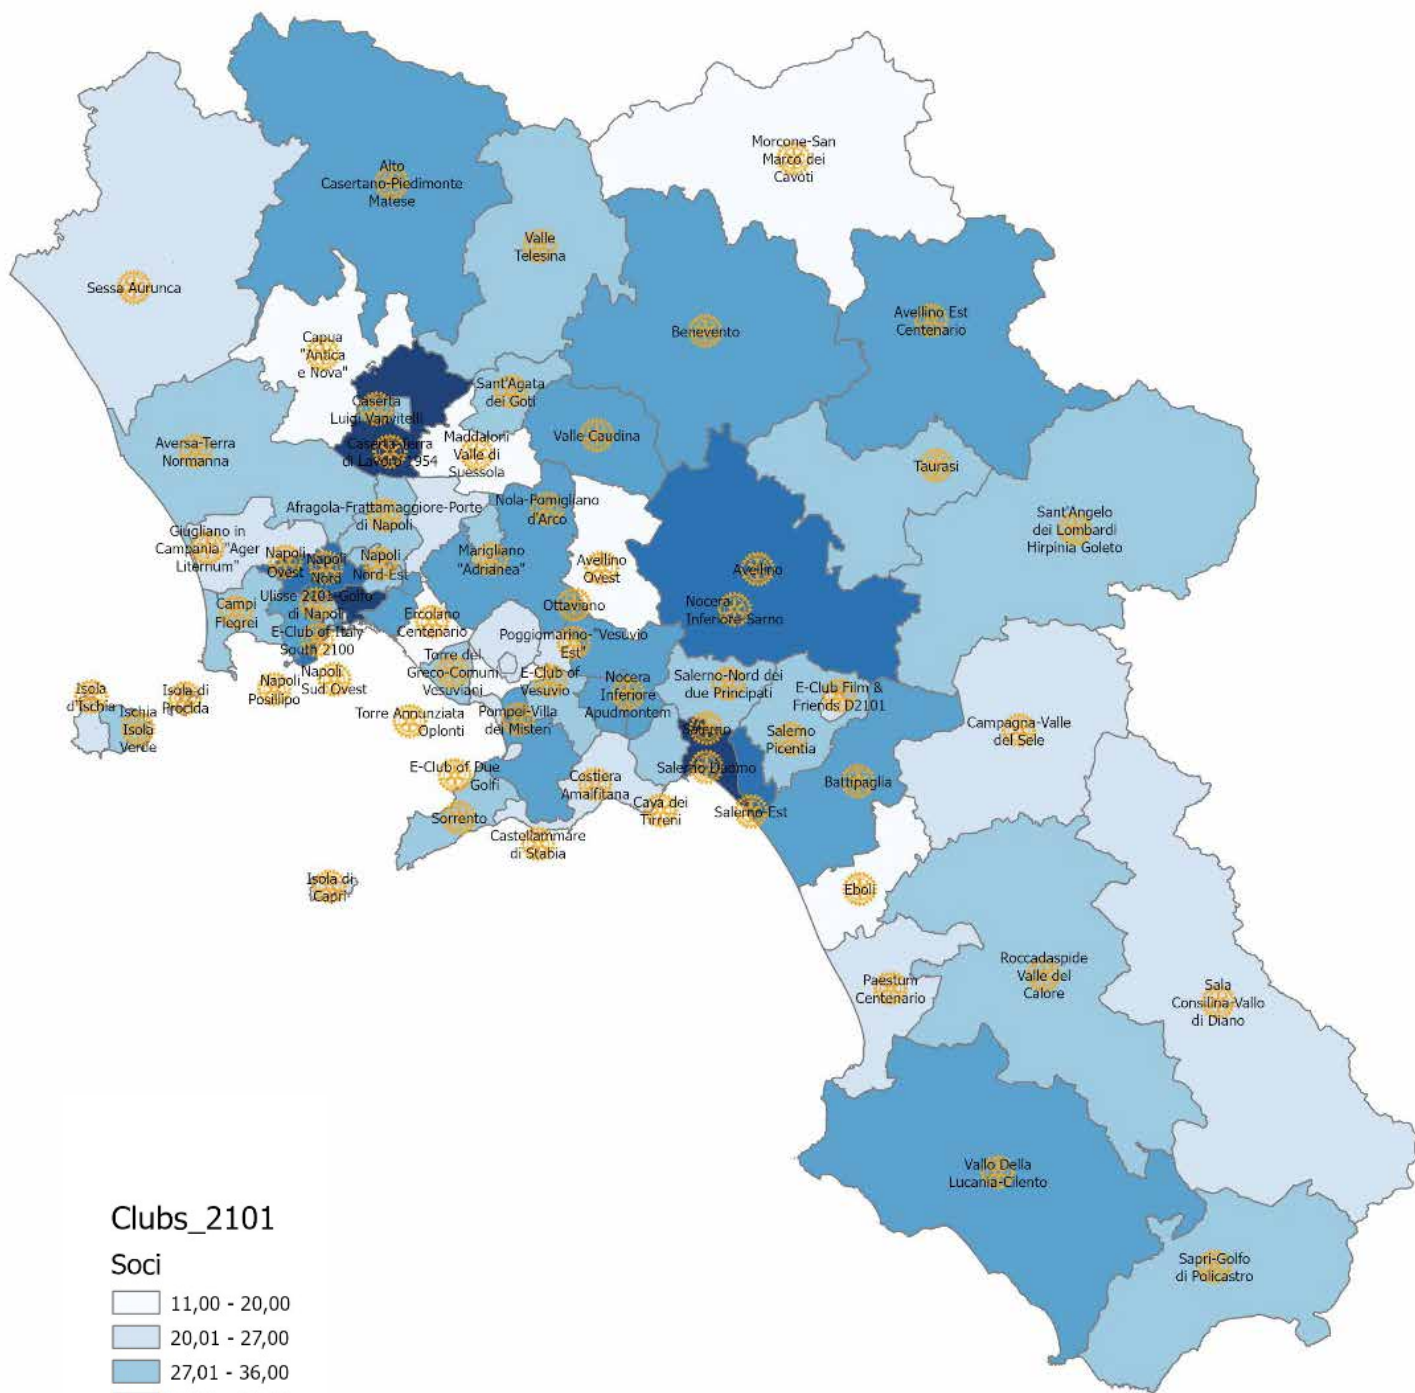 Morcone-San
Marco dei
Cavoti
Alto
Casertano-Piedimonte
Matese
Valle
Telesina
Sessa Aurunca
Avellino Est
Centenario
Benevento
Capua
"Antica
e Nova"
Sant'Agata
dei Goti
Caserta
Luigi Vanvitelli
Caserta-Terra
di Lavoro 1954
Maddaloni
Valle di
Suessola
Valle Caudina
Aversa-Terra
Normanna
Taurasi
Afragola-Frattamaggiore-Porte
di Napoli
Nola-Pomigliano
d'Arco
Sant'Angelo
dei Lombardi
Hirpinia Goleto
Giugliano in
Campania "Ager
Liternum"
Napoli
Ovest
Napoli
Nord
Napoli
Nord-Est
Marigliano
"Adrianea"
Avellino
Ovest
Avellino
Ulisse 2101-Golfo
di Napoli
Campi
Flegrei
Ercolano
Centenario
Ottaviano
Nocera
Inferiore-Sarno
E-Club of Italy
South 2100
Poggiomarino-"Vesuvio
Est"
Torre del
Greco-Comuni
Vesuviani
E-Club of
Vesuvio
Nocera
Inferiore
Apudmontem
Salerno-Nord dei
due Principati
E-Club Film &
Friends D2101
Isola
d'Ischia
Isola di
Procida
Napoli
Posillipo
Napoli
Sud Ovest
Ischia
Isola
Verde
Torre Annunziata
Oplonti
Pompei-Villa
dei Misteri
Salerno
Salerno
Picentia
Campagna-Valle
del Sele
E-Club of Due
Golfi
Costiera
Amalfitana
Salerno Duomo
Battipaglia
Sorrento
Cava dei
Tirreni
Salerno-Est
Castellammare
di Stabia
Isola di
Capri
Eboli
Paestum
Centenario
Roccadaspide
Valle del
Calore
Sala
Consilina-Vallo
di Diano
Vallo Della
Lucania-Cilento
Sapri-Golfo
di Policastro
Clubs_2101
Soci
11,00 - 20,00
20,01 - 27,00
27,01 - 36,00